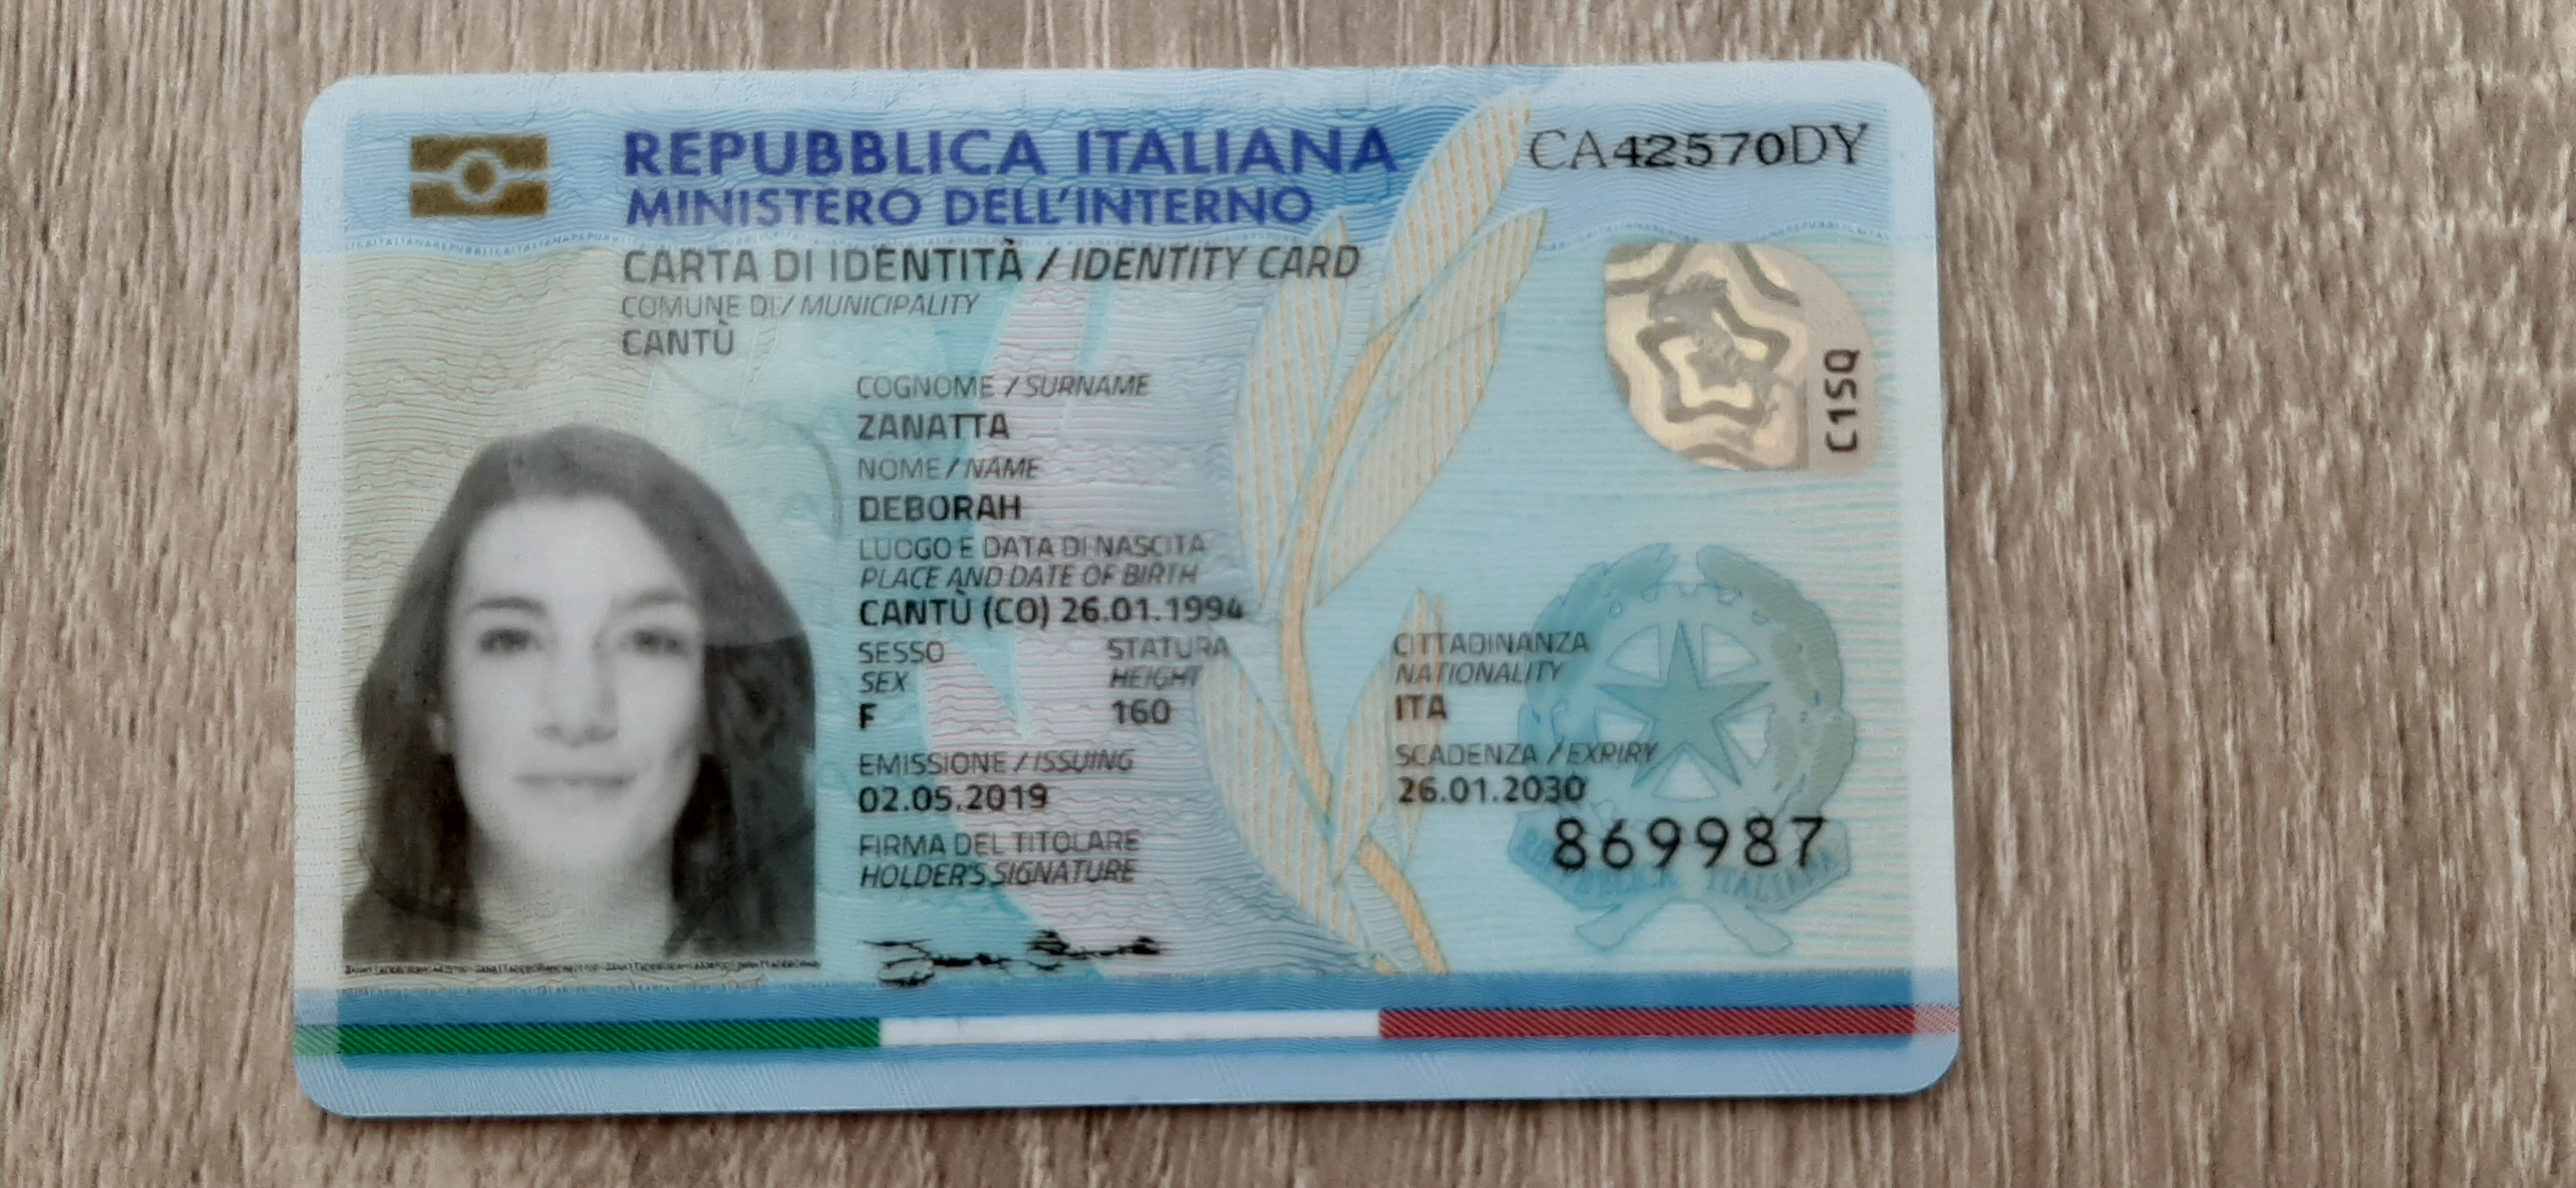 REPUBBLICA ITALIANA
MINISTERO DELL'INTERNO
CA42570DY
CARTA DI IDENTITÀ / IDENTITY CARD
COMUNE DI / MUNICIPALITY
CANTÙ
C1SQ
COGNOME / SURNAME
ZANATTA
NOME / NAME
DEBORAH
LUOGO E DATA DI NASCITA
PLACE AND DATE OF BIRTH
CANTÙ (CO) 26.01.1994
SESSO STATURA CITTADINANZA
SEX HEIGHT NATIONALITY
F 160 ITA
EMISSIONE / ISSUING SCADENZA / EXPIRY
02.05.2019 26.01.2030
869987
FIRMA DEL TITOLARE
HOLDER'S SIGNATURE